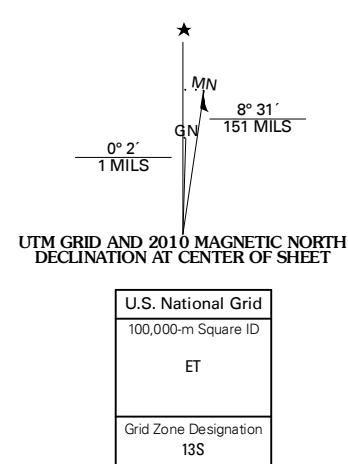 ★
MN
8° 31´
151 MILS
GN
0° 2´
1 MILS
UTM GRID AND 2010 MAGNETIC NORTH
DECLINATION AT CENTER OF SHEET
U.S. National Grid
100,000-m Square ID
ET
Grid Zone Designation
13S